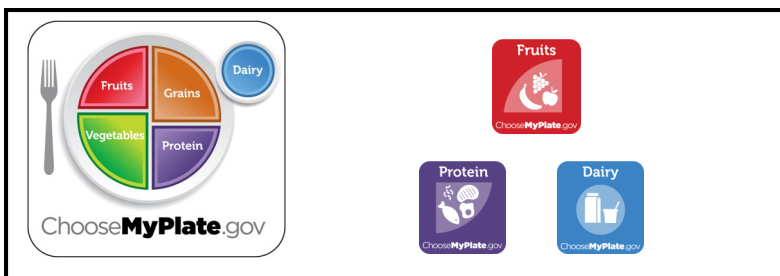 Fruits
Grains
Dairy
Vegetables
Protein
ChooseMyPlate.gov
Fruits
ChooseMyPlate.gov
Protein
ChooseMyPlate.gov
Dairy
ChooseMyPlate.gov